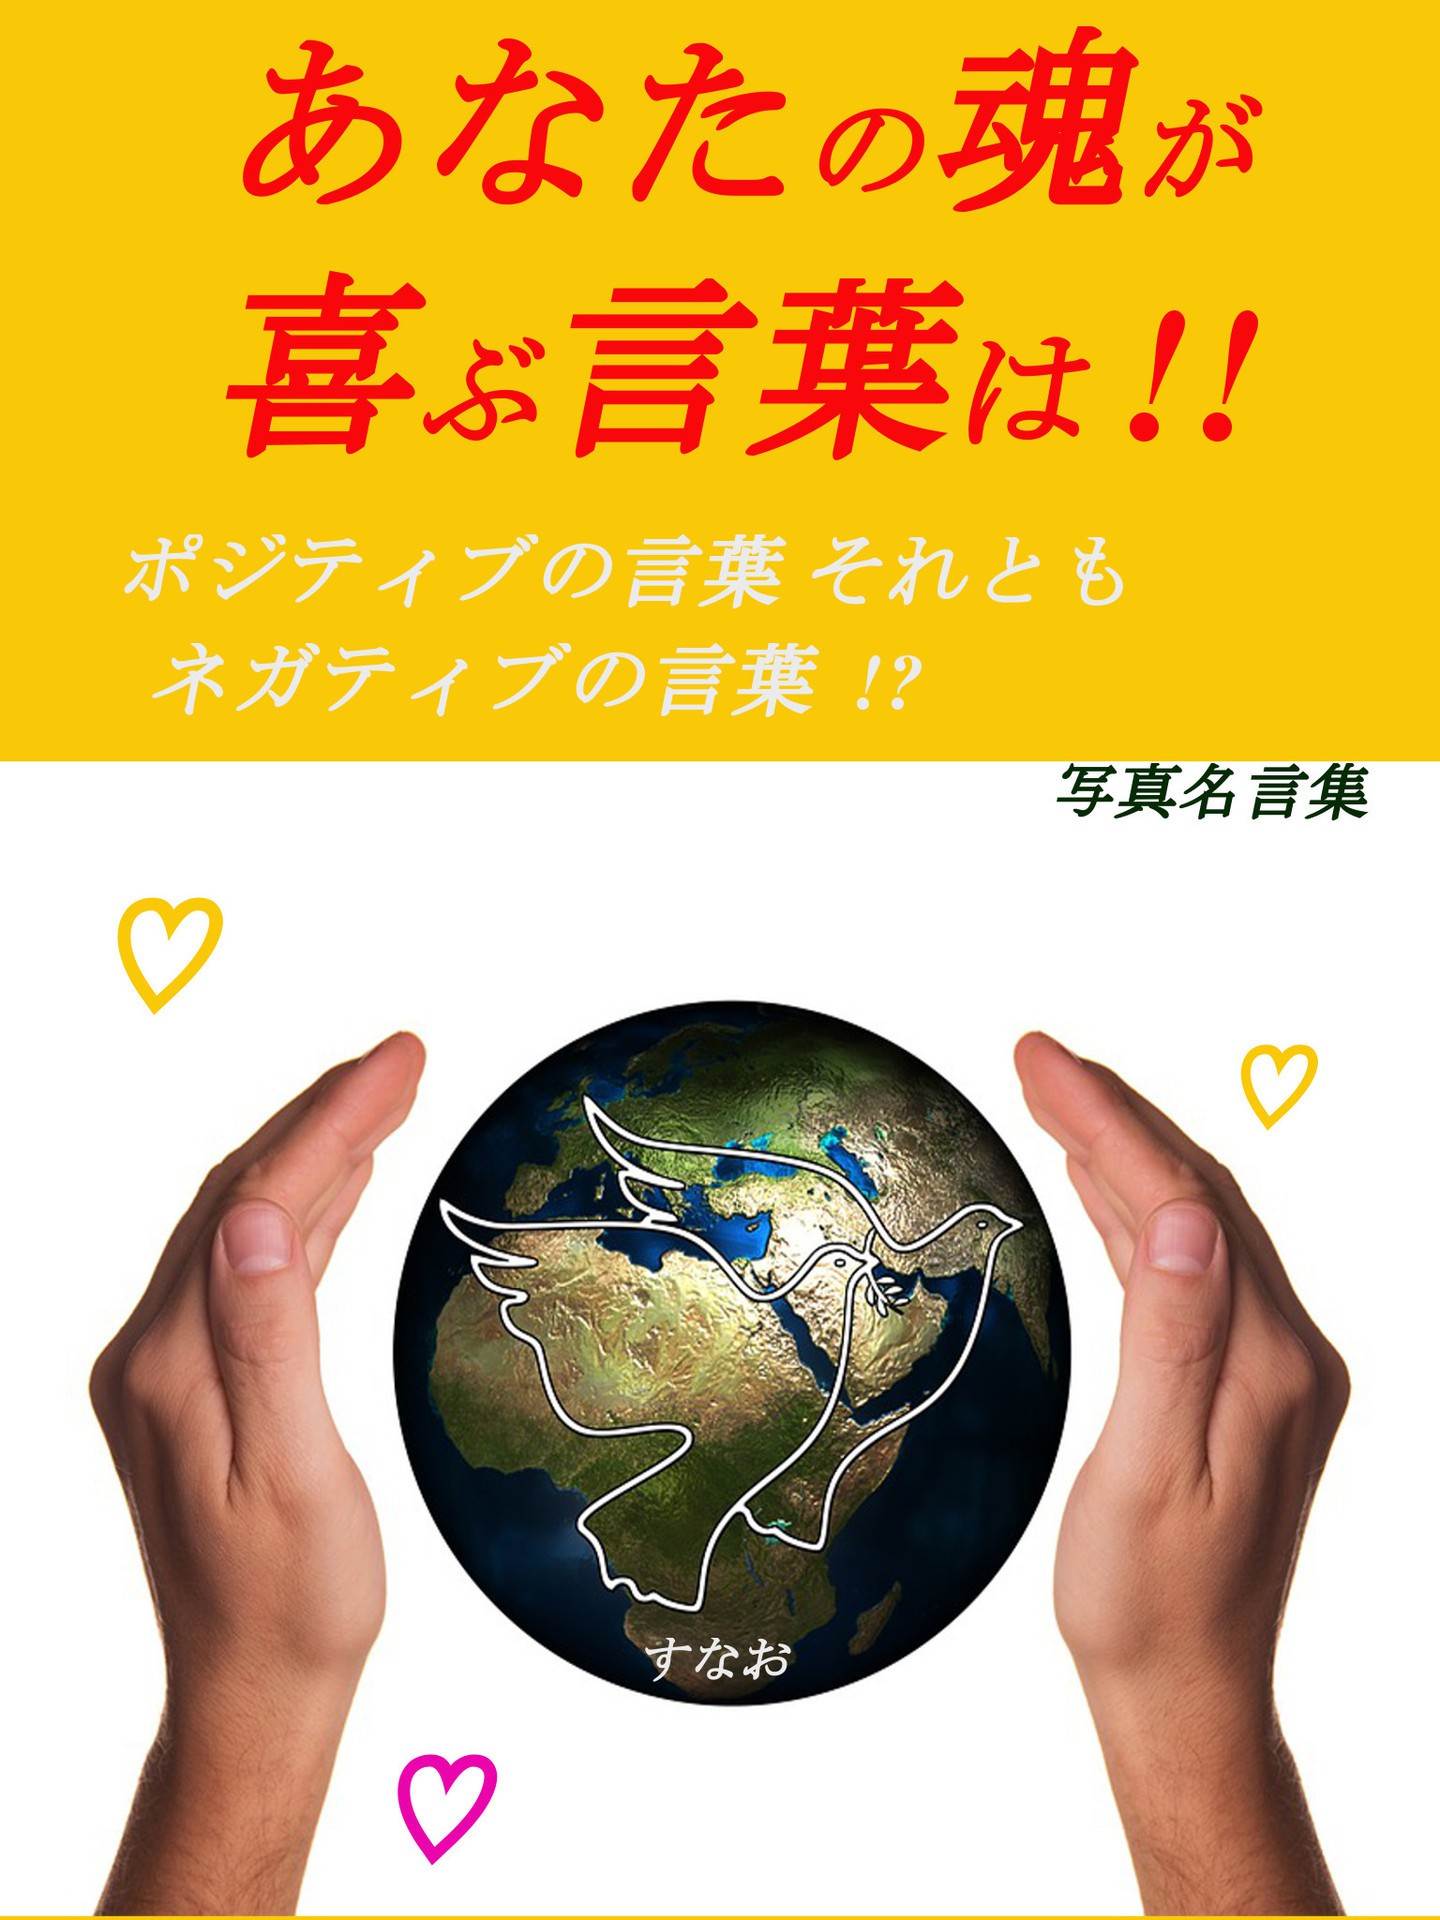 あなたの魂が
喜ぶ言葉は!!
ポジティブの言葉 それとも
ネガティブの言葉 !?
写真名言集
すなお